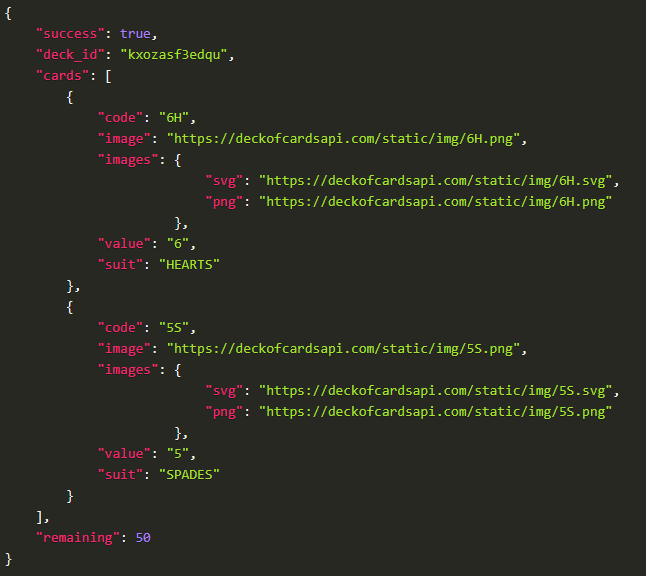 {
    "success": true,
    "deck_id": "kxozasf3edqu",
    "cards": [
        {
            "code": "6H",
            "image": "https://deckofcardsapi.com/static/img/6H.png",
            "images": {
                          "svg": "https://deckofcardsapi.com/static/img/6H.svg",
                          "png": "https://deckofcardsapi.com/static/img/6H.png"
                      },
            "value": "6",
            "suit": "HEARTS"
        },
        {
            "code": "5S",
            "image": "https://deckofcardsapi.com/static/img/5S.png",
            "images": {
                          "svg": "https://deckofcardsapi.com/static/img/5S.svg",
                          "png": "https://deckofcardsapi.com/static/img/5S.png"
                      },
            "value": "5",
            "suit": "SPADES"
        }
    ],
    "remaining": 50
}